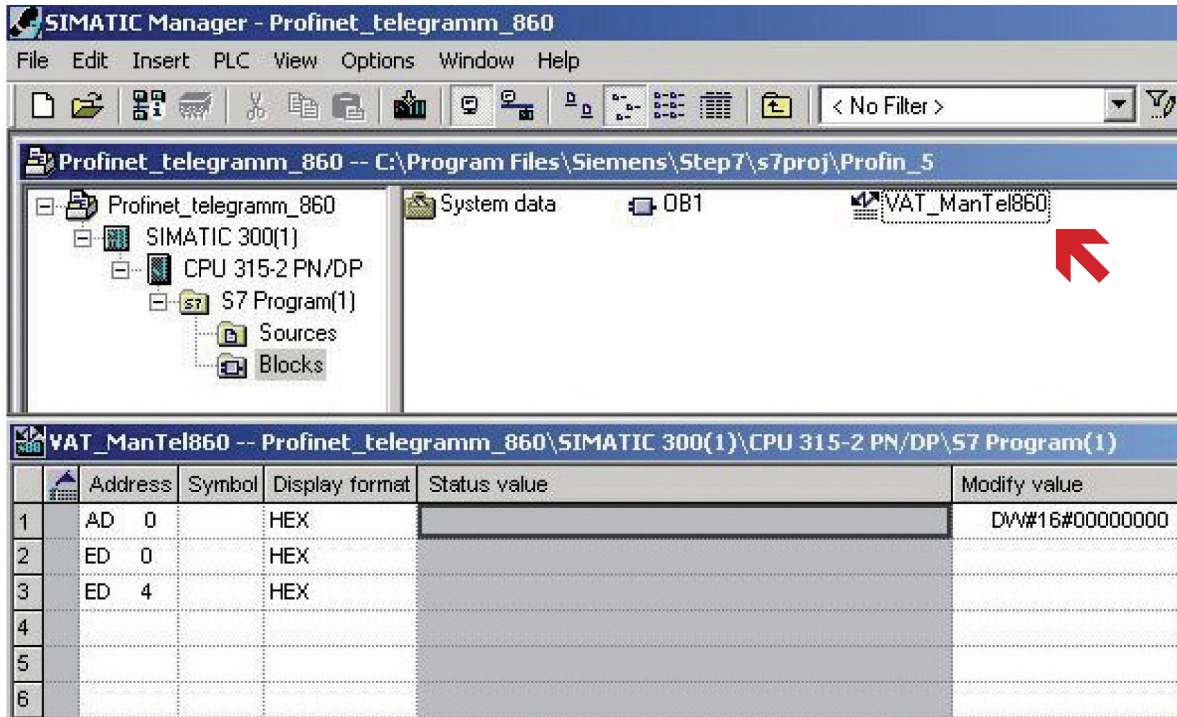 SIMATIC Manager - Profinet_telegramm_860
File Edit Insert PLC View Options Window Help
< No Filter >
Profinet_telegramm_860 -- C:\Program Files\Siemens\Step7\s7proj\Profin_5
Profinet_telegramm_860
SIMATIC 300(1)
CPU 315-2 PN/DP
S7 Program(1)
Sources
Blocks
System data OB1 VAT_ManTel860
VAT_ManTel860 -- Profinet_telegramm_860\SIMATIC 300(1)\CPU 315-2 PN/DP\S7 Program(1)
Address Symbol Display format Status value Modify value
1 AD 0 HEX DW#16#00000000
2 ED 0 HEX
3 ED 4 HEX
4
5
6